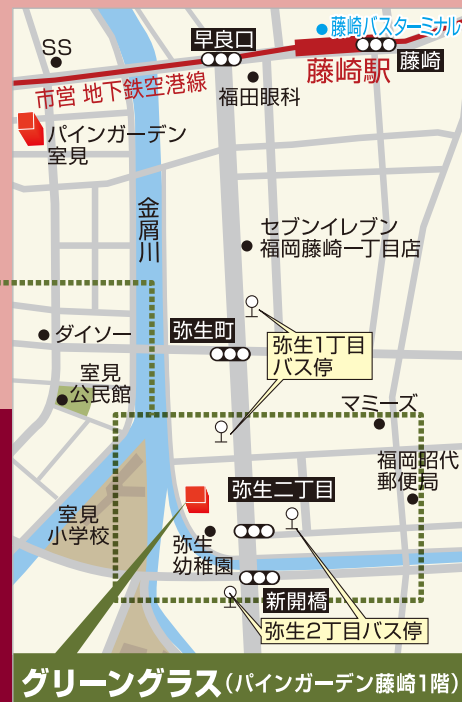 藤崎バスターミナル
SS
早良口
藤崎
市営 地下鉄空港線
藤崎駅
福田眼科
パインガーデン
室見
金屑川
セブンイレブン
福岡藤崎一丁目店
ダイソー
弥生町
弥生1丁目
バス停
室見
公民館
マミーズ
福岡昭代
郵便局
弥生二丁目
室見
小学校
弥生
幼稚園
新開橋
弥生2丁目バス停
グリーングラス(パインガーデン藤崎1階)